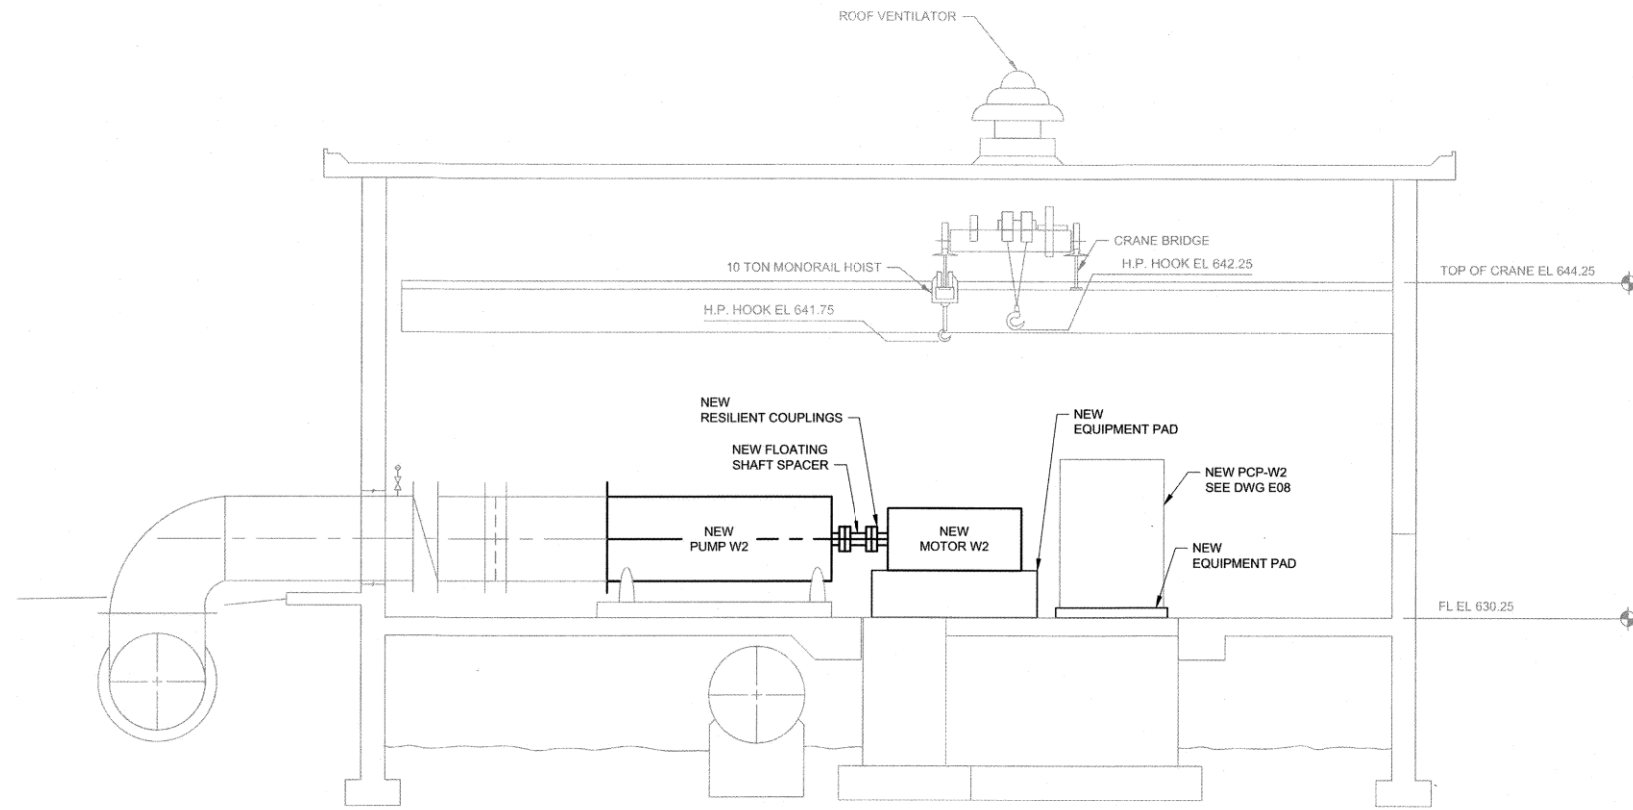 ROOF VENTILATOR
CRANE BRIDGE
10 TON MONORAIL HOIST
H.P. HOOK EL 642.25
TOP OF CRANE EL 644.25
H.P. HOOK EL 641.75
NEW
RESILIENT COUPLINGS
NEW
EQUIPMENT PAD
NEW FLOATING
SHAFT SPACER
NEW PCP-W2
SEE DWG E08
NEW
PUMP W2
NEW
MOTOR W2
NEW
EQUIPMENT PAD
FL EL 630.25